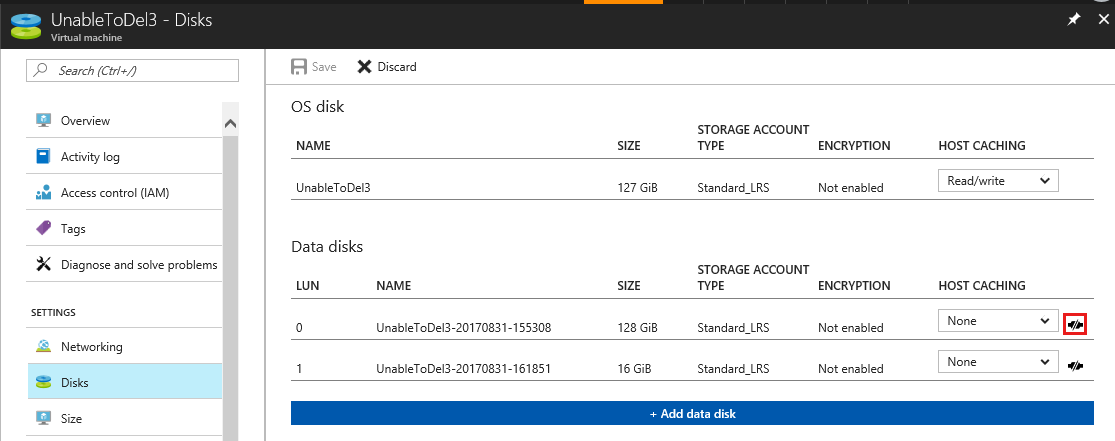 UnableToDel3 - Disks
Virtual machine
Search (Ctrl+/)
Overview
Activity log
Access control (IAM)
Tags
Diagnose and solve problems
SETTINGS
Networking
Disks
Size
Save Discard
OS disk
NAME SIZE STORAGE ACCOUNT TYPE ENCRYPTION HOST CACHING
UnableToDel3 127 GiB Standard_LRS Not enabled Read/write
Data disks
LUN NAME SIZE STORAGE ACCOUNT TYPE ENCRYPTION HOST CACHING
0 UnableToDel3-20170831-155308 128 GiB Standard_LRS Not enabled None
1 UnableToDel3-20170831-161851 16 GiB Standard_LRS Not enabled None
+ Add data disk